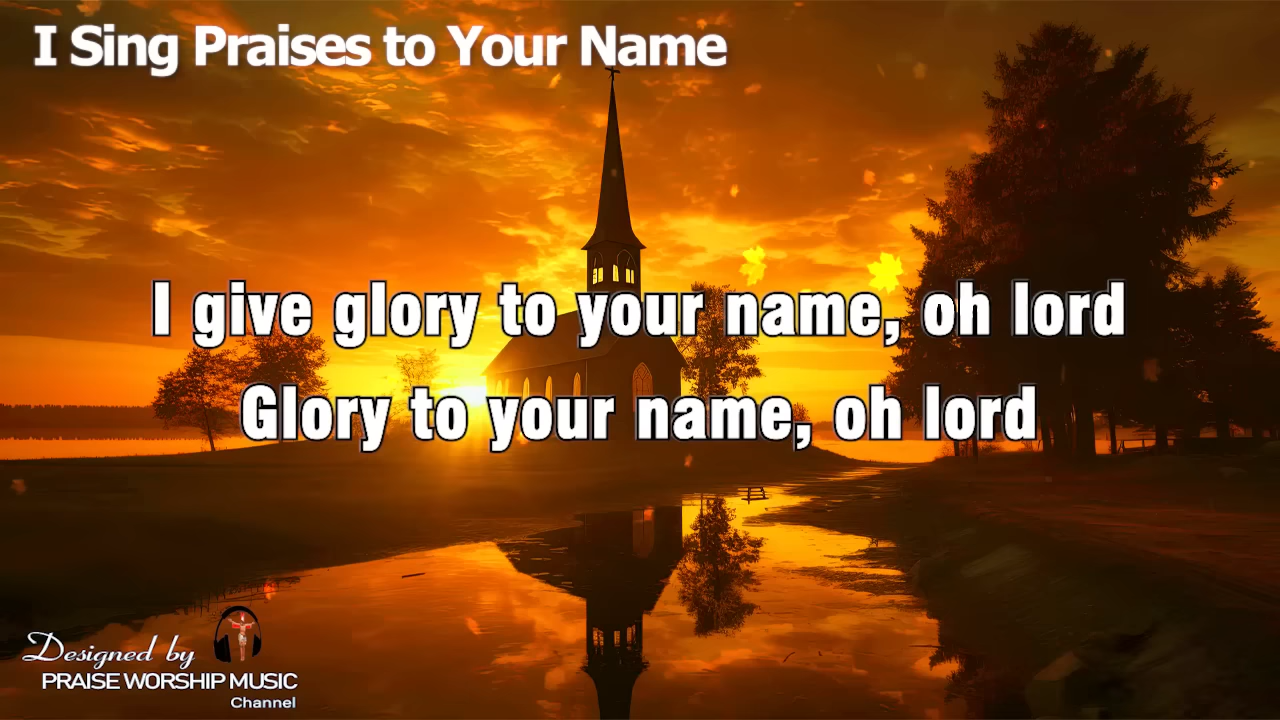 I Sing Praises to Your Name
I give glory to your name, oh lord
Glory to your name, oh lord
Designed by
PRAISE WORSHIP MUSIC
Channel